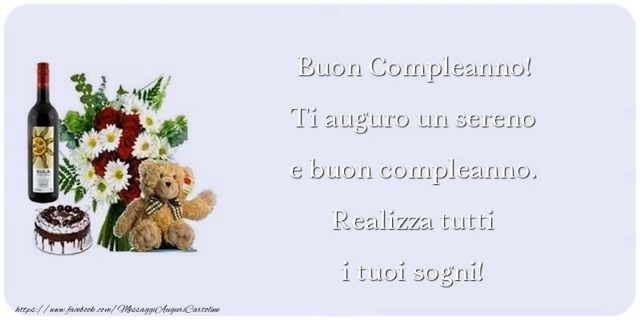 Buon Compleanno!
Ti auguro un sereno
e buon compleanno.
Realizza tutti
i tuoi sogni!
https://www.facebook.com/MessaggiAuguriCartoline